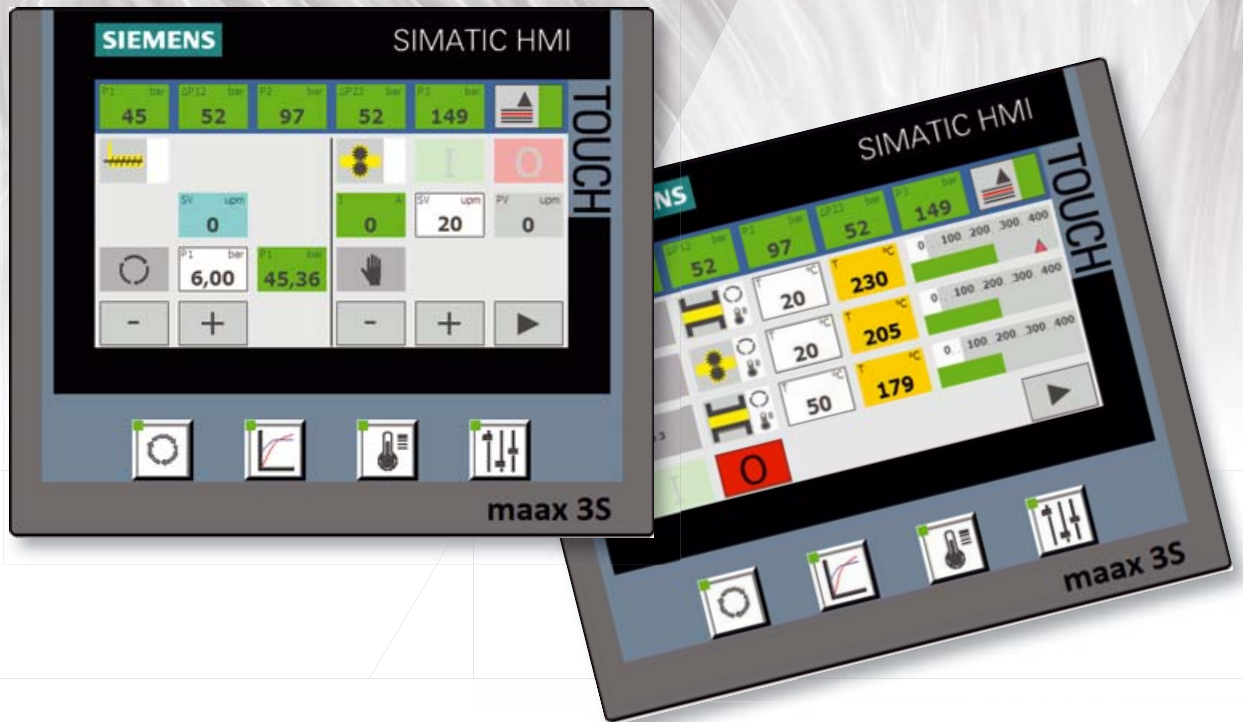 SIEMENS SIMATIC HMI
TOUCH
P1 bar ΔP12 bar P2 bar ΔP23 bar P3 bar
45 52 97 52 149
I O
SV upm I A SV upm PV upm
0 0 20 0
P1 bar P1 bar
6,00 45,36
- + - +
maax 3S
NS SIMATIC HMI
TOUCH
ΔP12 bar bar ΔP23 bar P3 bar
52 97 52 149
T °C T °C 0 100 200 300 400
20 230
T °C T °C 0 100 200 300 400
20 205
T °C T °C 0 100 200 300 400
50 179
I O
maax 3S